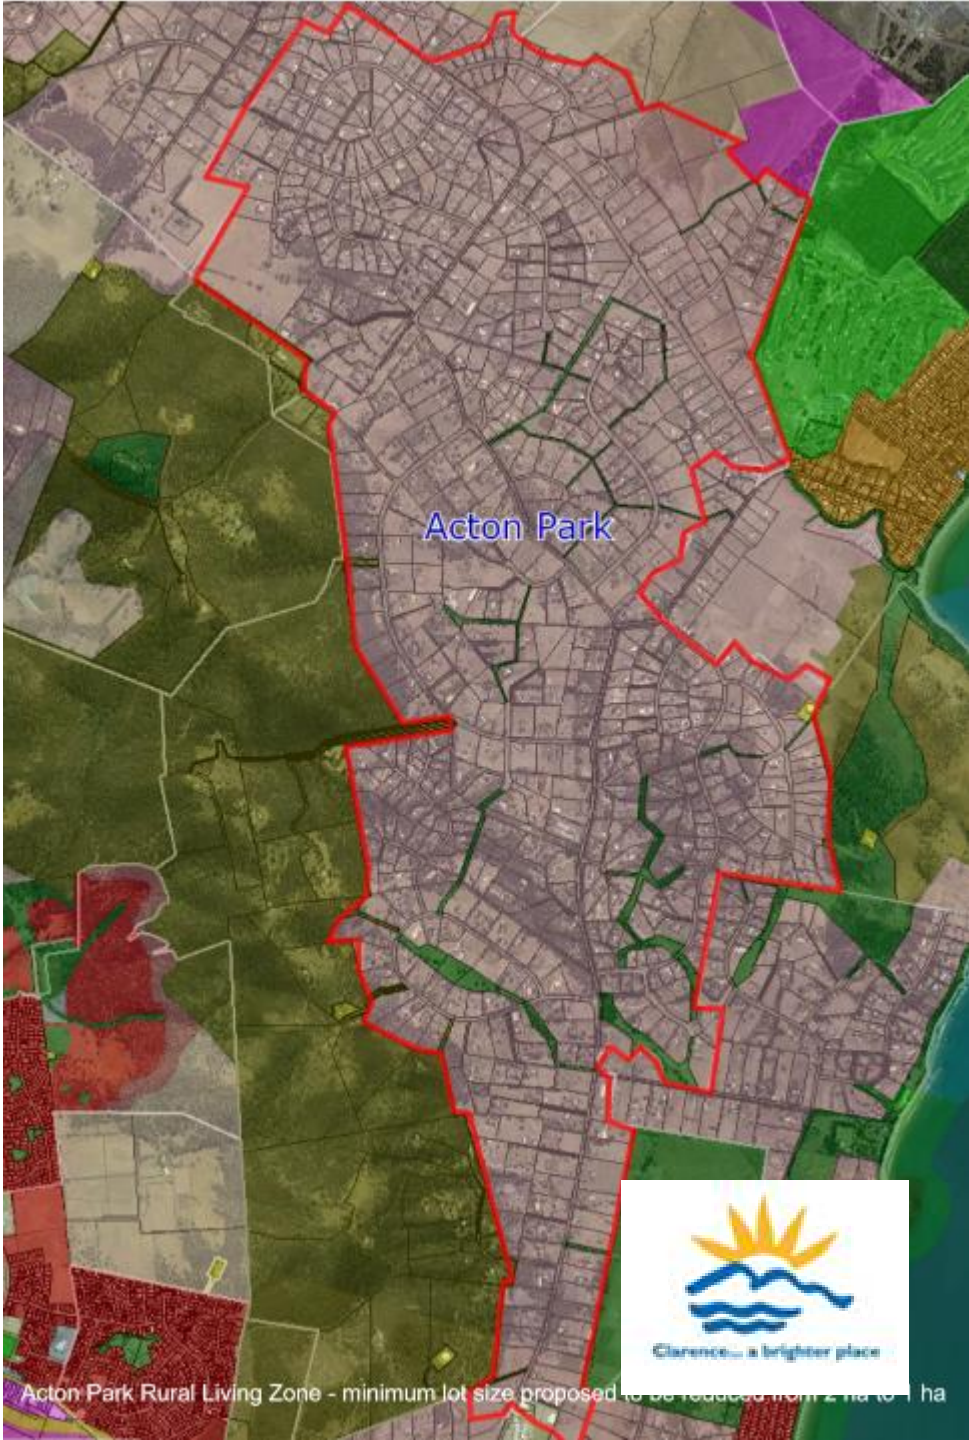 Acton Park
Clarence... a brighter place
Acton Park Rural Living Zone - minimum lot size proposed to be reduced from 2 ha to 1 ha